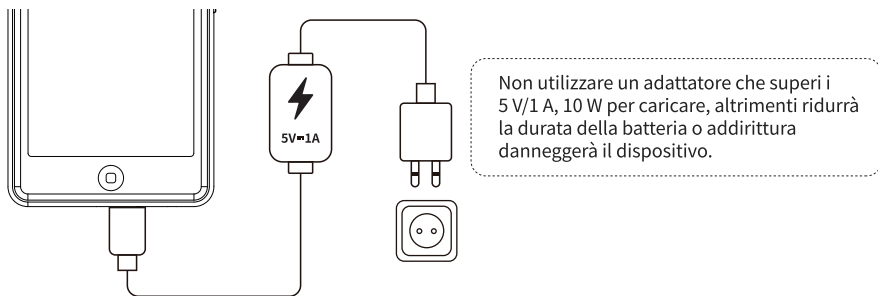 5V⎓1A
Non utilizzare un adattatore che superi i
5 V/1 A, 10 W per caricare, altrimenti ridurrà
la durata della batteria o addirittura
danneggerà il dispositivo.